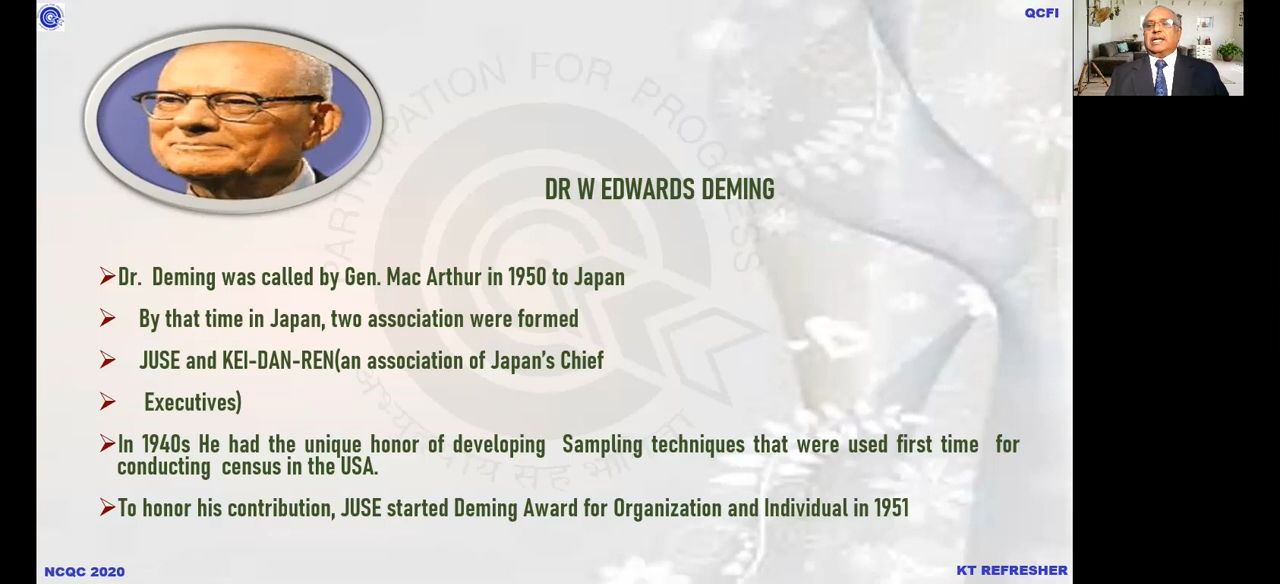 QCFI
PARTICIPATION FOR PROGRESS
DR W EDWARDS DEMING
➢Dr. Deming was called by Gen. Mac Arthur in 1950 to Japan
➢ By that time in Japan, two association were formed
➢ JUSE and KEI-DAN-REN(an association of Japan's Chief
➢ Executives)
➢In 1940s He had the unique honor of developing Sampling techniques that were used first time for
conducting census in the USA.
➢To honor his contribution, JUSE started Deming Award for Organization and Individual in 1951
NCQC 2020
KT REFRESHER